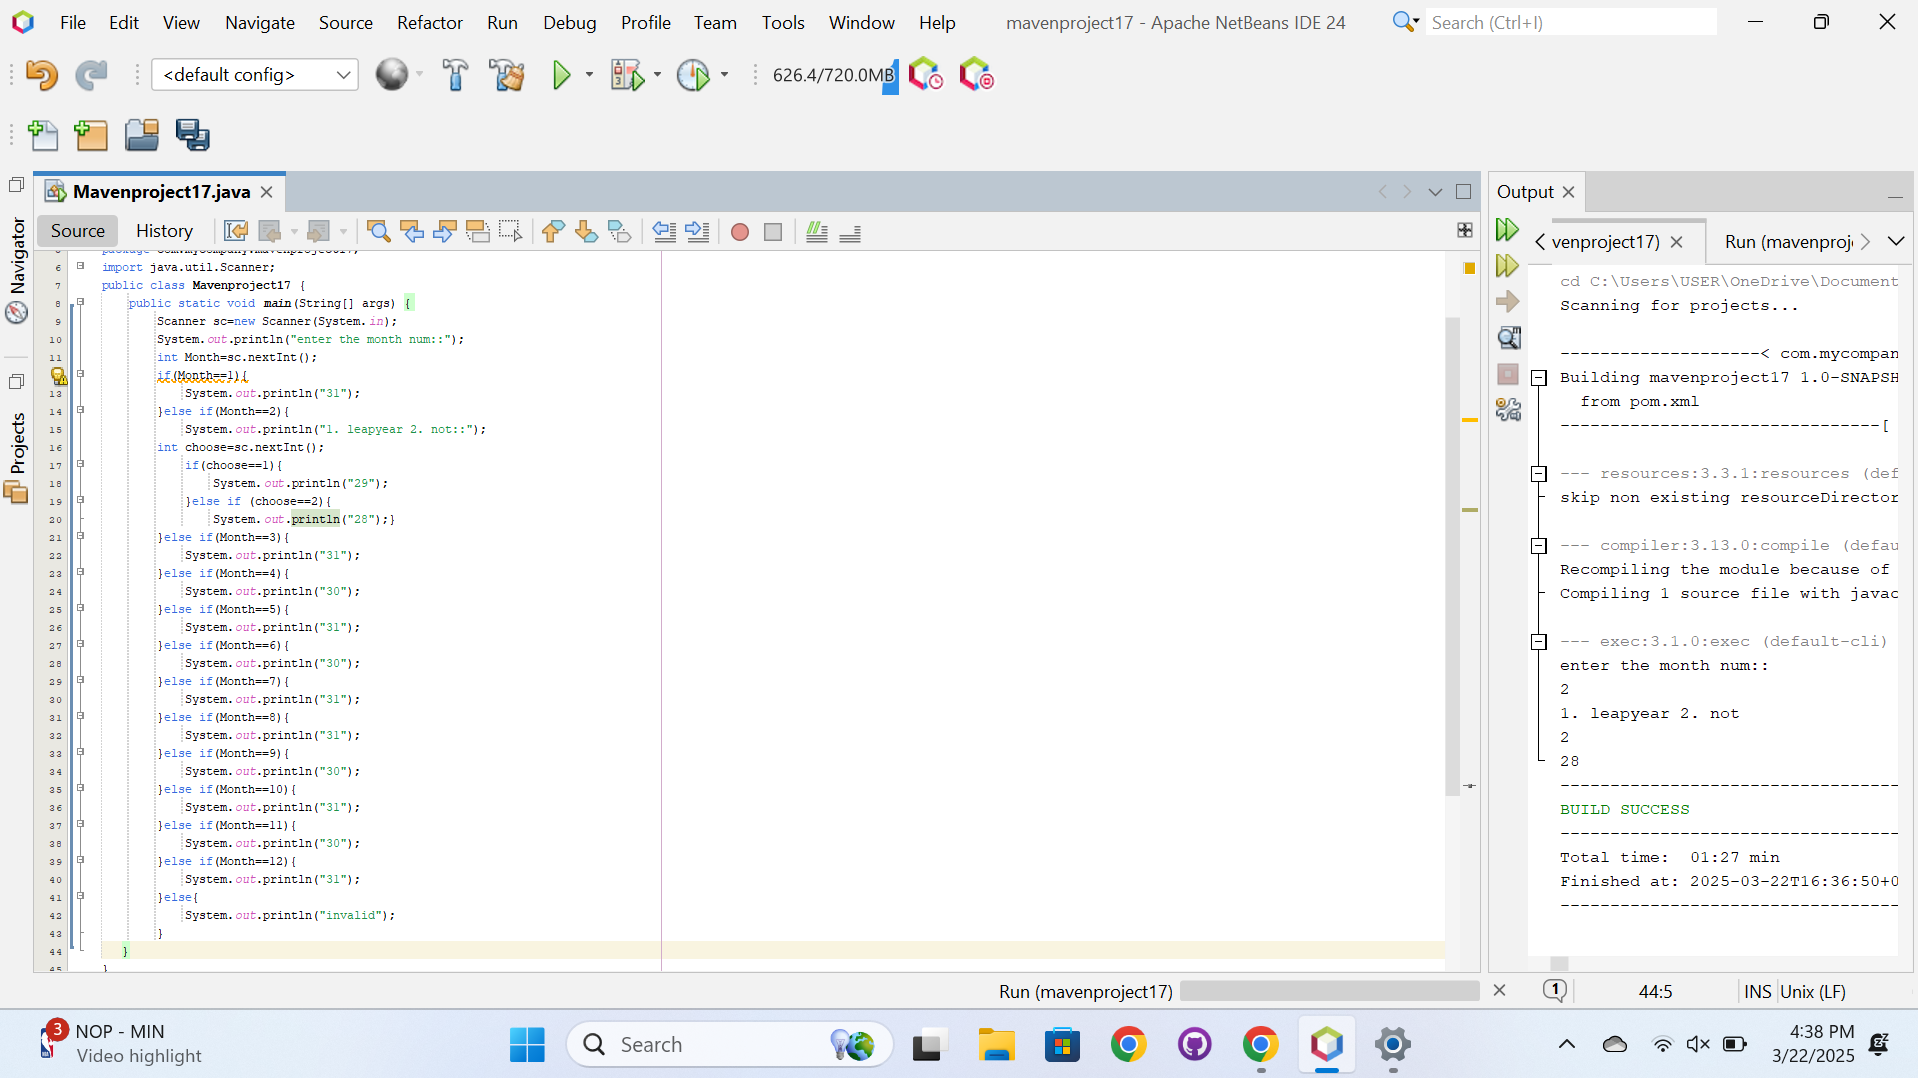 File Edit View Navigate Source Refactor Run Debug Profile Team Tools Window Help mavenproject17 - Apache NetBeans IDE 24 Search (Ctrl+I)
<default config> 626.4/720.0MB
Mavenproject17.java
Source History
Navigator
Projects
package com.mycompany.mavenproject17;
6 import java.util.Scanner;
7 public class Mavenproject17 {
8 public static void main(String[] args) {
9 Scanner sc=new Scanner(System.in);
10 System.out.println("enter the month num::");
11 int Month=sc.nextInt();
if(Month==1){
13 System.out.println("31");
14 }else if(Month==2){
15 System.out.println("1. leapyear 2. not::");
16 int choose=sc.nextInt();
17 if(choose==1){
18 System.out.println("29");
19 }else if (choose==2){
20 System.out.println("28");}
21 }else if(Month==3){
22 System.out.println("31");
23 }else if(Month==4){
24 System.out.println("30");
25 }else if(Month==5){
26 System.out.println("31");
27 }else if(Month==6){
28 System.out.println("30");
29 }else if(Month==7){
30 System.out.println("31");
31 }else if(Month==8){
32 System.out.println("31");
33 }else if(Month==9){
34 System.out.println("30");
35 }else if(Month==10){
36 System.out.println("31");
37 }else if(Month==11){
38 System.out.println("30");
39 }else if(Month==12){
40 System.out.println("31");
41 }else{
42 System.out.println("invalid");
43 }
44 }
45 }
Output
venproject17) Run (mavenproj
cd C:\Users\USER\OneDrive\Document
Scanning for projects...
--------------------< com.mycompan
Building mavenproject17 1.0-SNAPSH
from pom.xml
--------------------------------[
--- resources:3.3.1:resources (def
skip non existing resourceDirector
--- compiler:3.13.0:compile (defau
Recompiling the module because of
Compiling 1 source file with javac
--- exec:3.1.0:exec (default-cli)
enter the month num::
2
1. leapyear 2. not
2
28
----------------------------------
BUILD SUCCESS
----------------------------------
Total time:  01:27 min
Finished at: 2025-03-22T16:36:50+0
----------------------------------
Run (mavenproject17) 1 44:5 INS Unix (LF)
3 NOP - MIN
Video highlight
Search
4:38 PM
3/22/2025